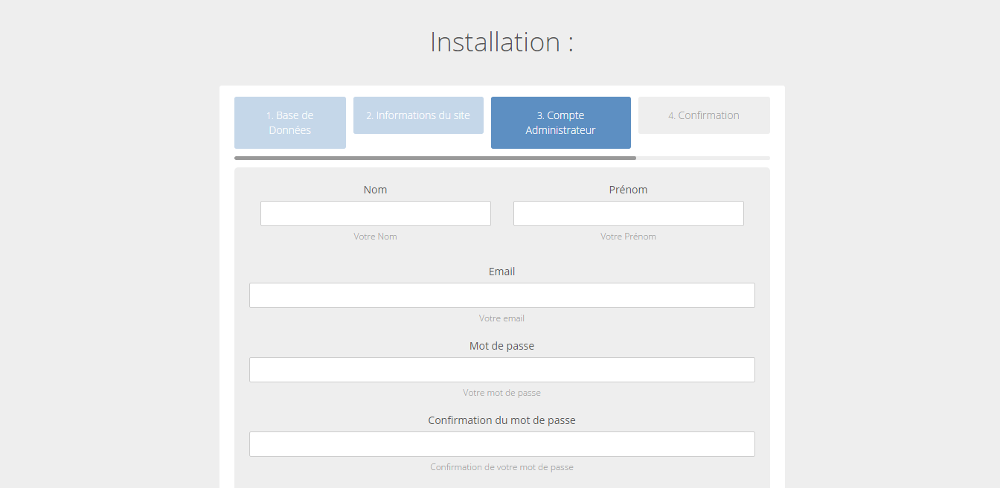 Installation :
1. Base de
Données
2. Informations du site
3. Compte
Administrateur
4. Confirmation
Nom
Prénom
Votre Nom
Votre Prénom
Email
Votre email
Mot de passe
Votre mot de passe
Confirmation du mot de passe
Confirmation de votre mot de passe